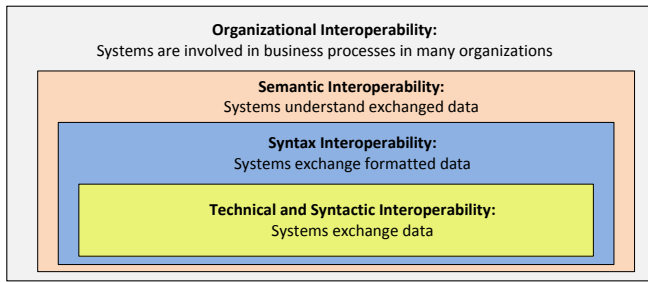 Organizational Interoperability:
Systems are involved in business processes in many organizations
Semantic Interoperability:
Systems understand exchanged data
Syntax Interoperability:
Systems exchange formatted data
Technical and Syntactic Interoperability:
Systems exchange data